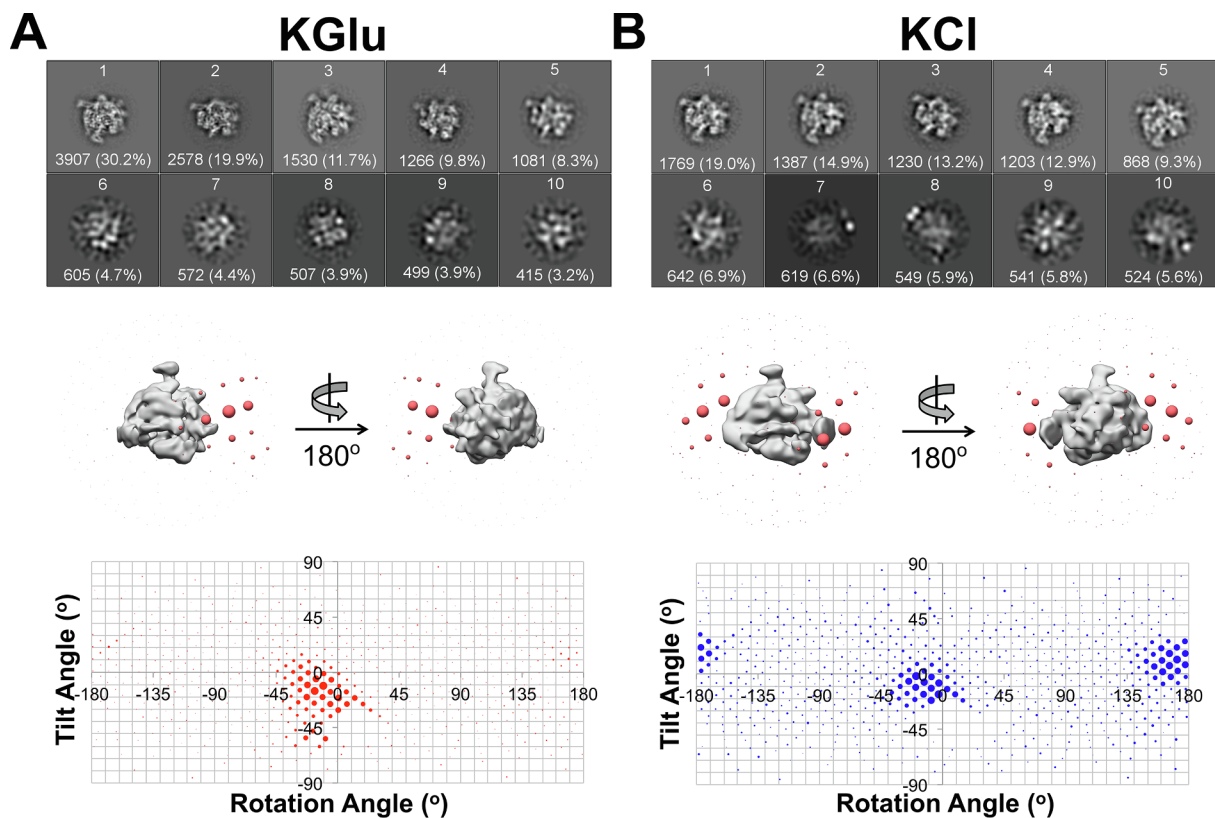 A KGlu
1 2 3 4 5
3907 (30.2%) 2578 (19.9%) 1530 (11.7%) 1266 (9.8%) 1081 (8.3%)
6 7 8 9 10
605 (4.7%) 572 (4.4%) 507 (3.9%) 499 (3.9%) 415 (3.2%)
180º
90
45
0
-180 -135 -90 -45 0 45 90 135 180
-45
-90
Tilt Angle (º)
Rotation Angle (º)
B KCl
1 2 3 4 5
1769 (19.0%) 1387 (14.9%) 1230 (13.2%) 1203 (12.9%) 868 (9.3%)
6 7 8 9 10
642 (6.9%) 619 (6.6%) 549 (5.9%) 541 (5.8%) 524 (5.6%)
180º
90
45
0
-180 -135 -90 -45 0 45 90 135 180
-45
-90
Tilt Angle (º)
Rotation Angle (º)